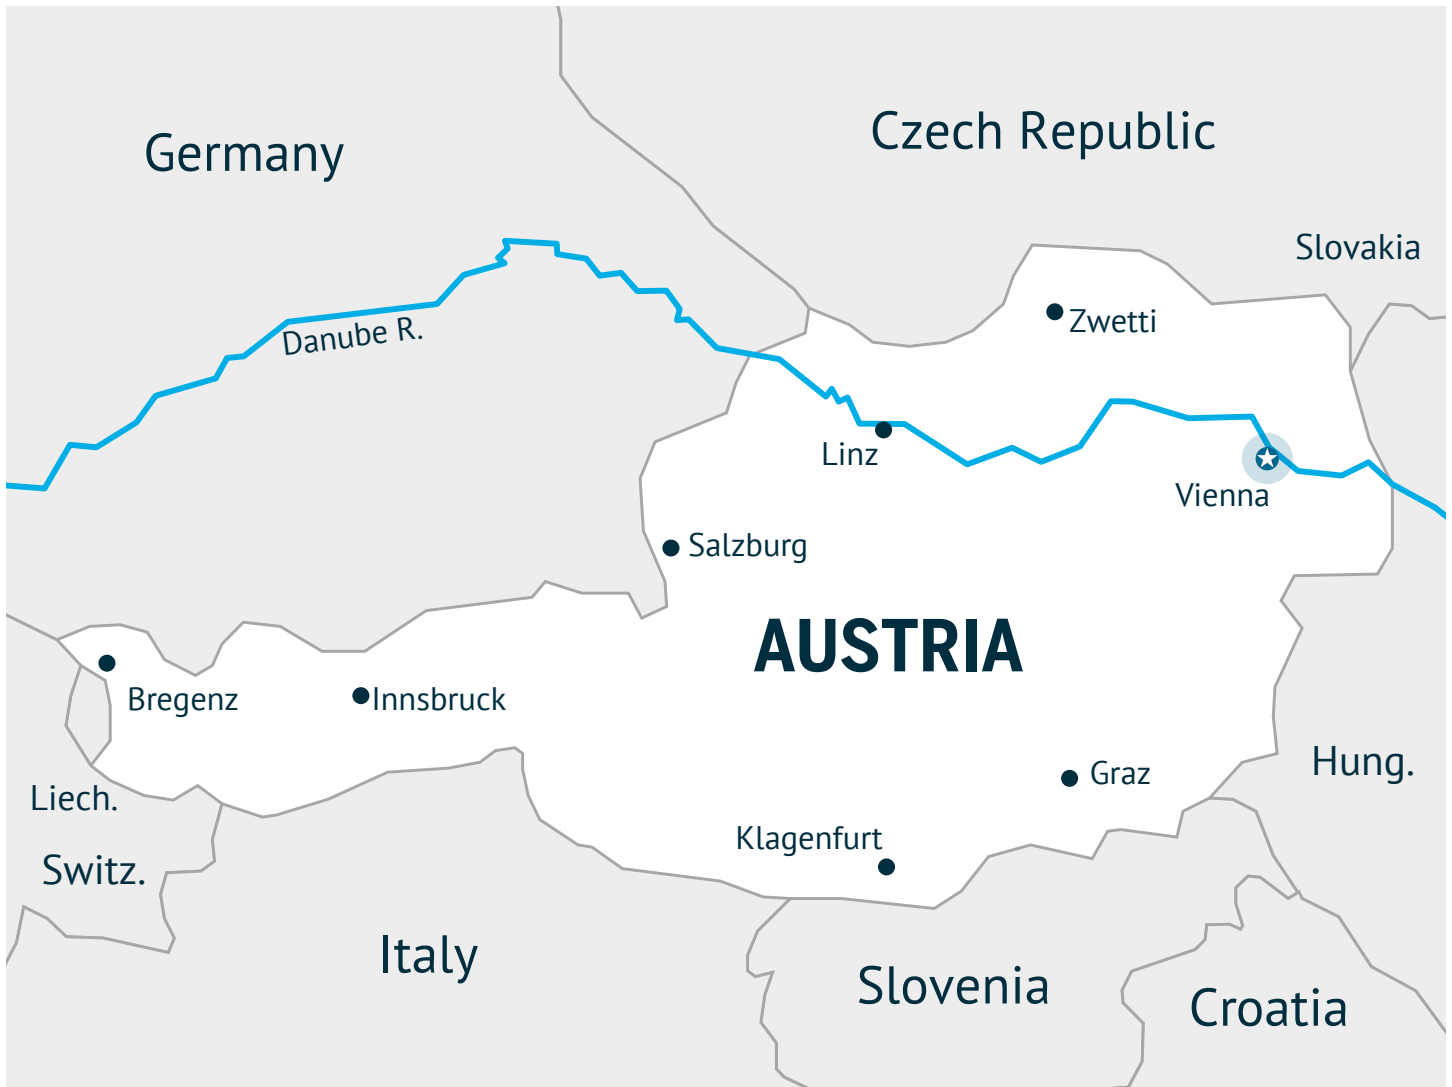 Czech Republic
Germany
Slovakia
Zwetti
Danube R.
Linz
Vienna
Salzburg
AUSTRIA
Bregenz
Innsbruck
Hung.
Graz
Liech.
Klagenfurt
Switz.
Italy
Slovenia
Croatia